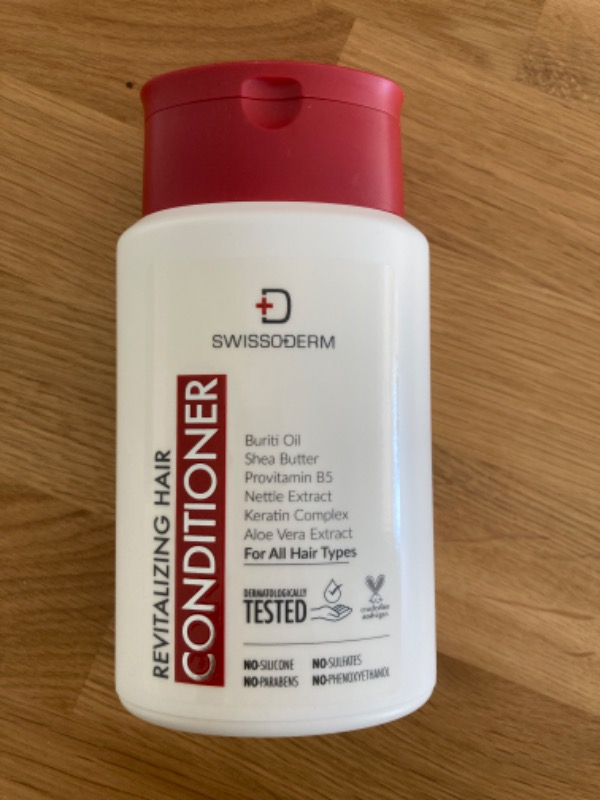 SWISSODERM
REVITALIZING HAIR
CONDITIONER
Buriti Oil
Shea Butter
Provitamin B5
Nettle Extract
Keratin Complex
Aloe Vera Extract
For All Hair Types
DERMATOLOGICALLY
TESTED
NO-SILICONE NO-SULFATES
NO-PARABENS NO-PHENOXYETHANOL